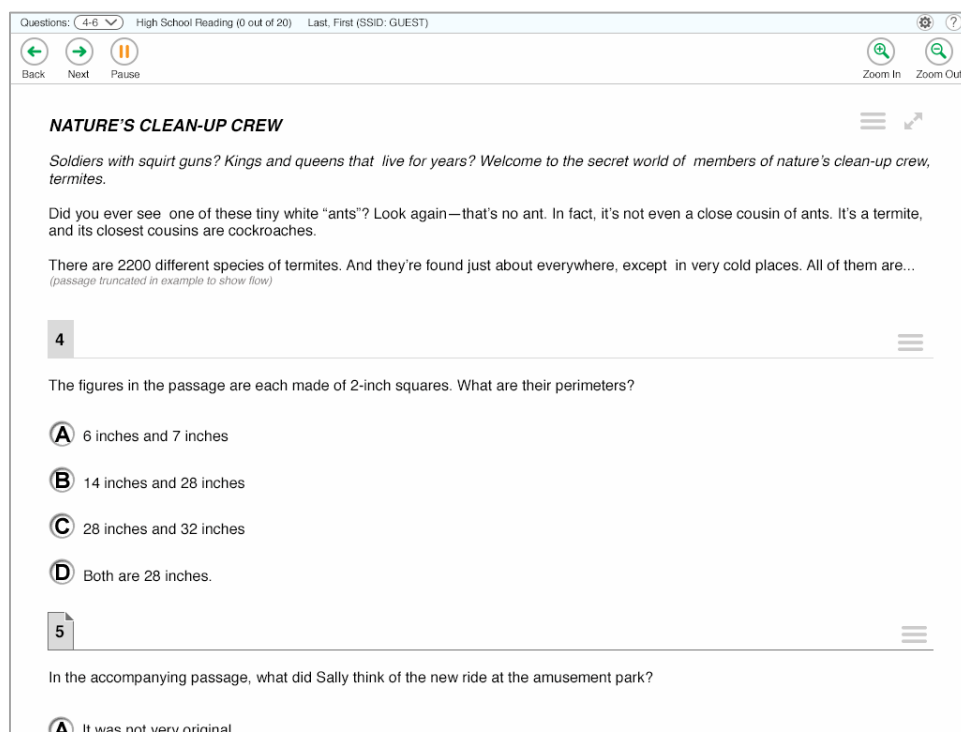 Questions: 4-6 High School Reading (0 out of 20) Last, First (SSID: GUEST) ?
Back Next Pause Zoom In Zoom Out
NATURE'S CLEAN-UP CREW
Soldiers with squirt guns? Kings and queens that live for years? Welcome to the secret world of members of nature's clean-up crew,
termites.
Did you ever see one of these tiny white “ants”? Look again—that's no ant. In fact, it's not even a close cousin of ants. It's a termite,
and its closest cousins are cockroaches.
There are 2200 different species of termites. And they're found just about everywhere, except in very cold places. All of them are...
(passage truncated in example to show flow)
4
The figures in the passage are each made of 2-inch squares. What are their perimeters?
A 6 inches and 7 inches
B 14 inches and 28 inches
C 28 inches and 32 inches
D Both are 28 inches.
5
In the accompanying passage, what did Sally think of the new ride at the amusement park?
A It was not very original